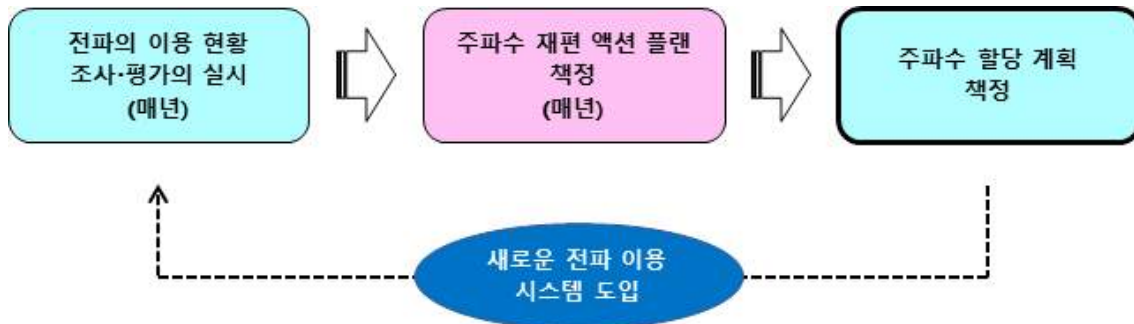 전파의 이용 현황
조사·평가의 실시
(매년)
주파수 재편 액션 플랜
책정
(매년)
주파수 할당 계획
책정
새로운 전파 이용
시스템 도입